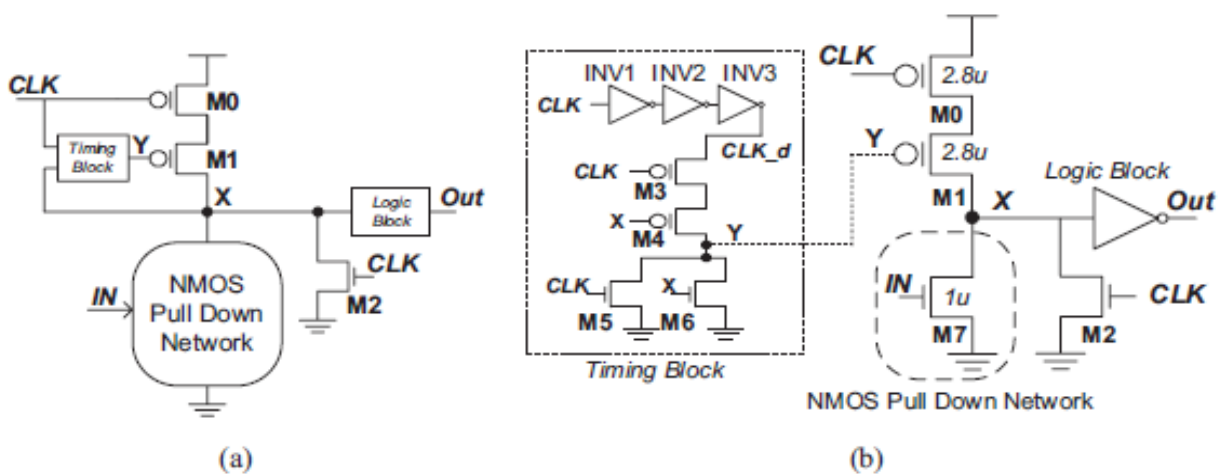 CLK
M0
Timing
Block
Y
M1
X
Logic
Block
Out
CLK
M2
IN
NMOS
Pull Down
Network
(a)
INV1 INV2 INV3
CLK
CLK_d
CLK
M3
X
M4
Y
CLK
M5
X
M6
Timing Block
CLK
2.8u
M0
Y
2.8u
M1
Logic Block
X
Out
IN
1u
M7
CLK
M2
NMOS Pull Down Network
(b)